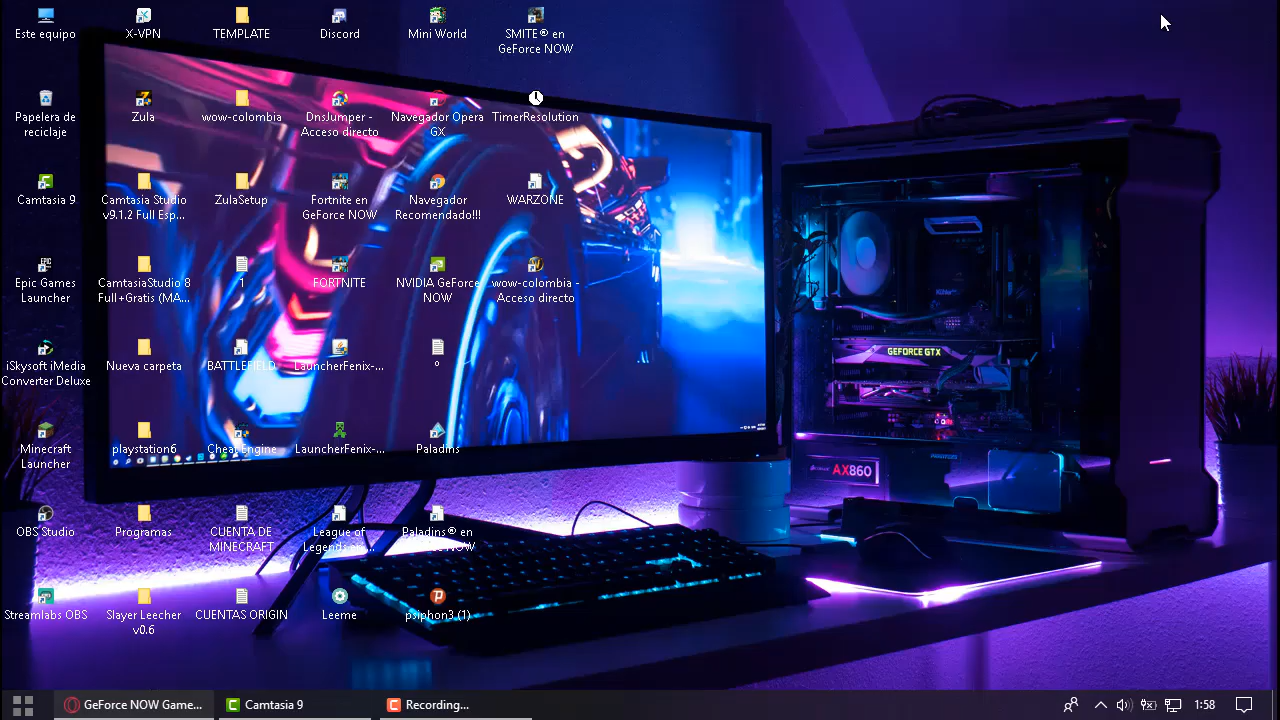 Este equipo
X-VPN
TEMPLATE
Discord
Mini World
SMITE® en
GeForce NOW
Papelera de
reciclaje
Zula
wow-colombia
DnsJumper -
Acceso directo
Navegador Opera
GX
TimerResolution
Camtasia 9
Camtasia Studio
v9.1.2 Full Esp...
ZulaSetup
Fortnite en
GeForce NOW
Navegador
Recomendado!!!
WARZONE
Epic Games
Launcher
CamtasiaStudio 8
Full+Gratis (MA...
1
FORTNITE
NVIDIA GeForce
NOW
wow-colombia -
Acceso directo
iSkysoft iMedia
Converter Deluxe
Nueva carpeta
BATTLEFIELD
LauncherFenix-...
o
GEFORCE GTX
Minecraft
Launcher
playstation6
Cheat Engine
LauncherFenix-...
Paladins
AX860
OBS Studio
Programas
CUENTA DE
MINECRAFT
League of
Legends en...
Paladins® en
GeForce NOW
Streamlabs OBS
Slayer Leecher
v0.6
CUENTAS ORIGIN
Leeme
psiphon3 (1)
GeForce NOW Game...
Camtasia 9
Recording...
1:58